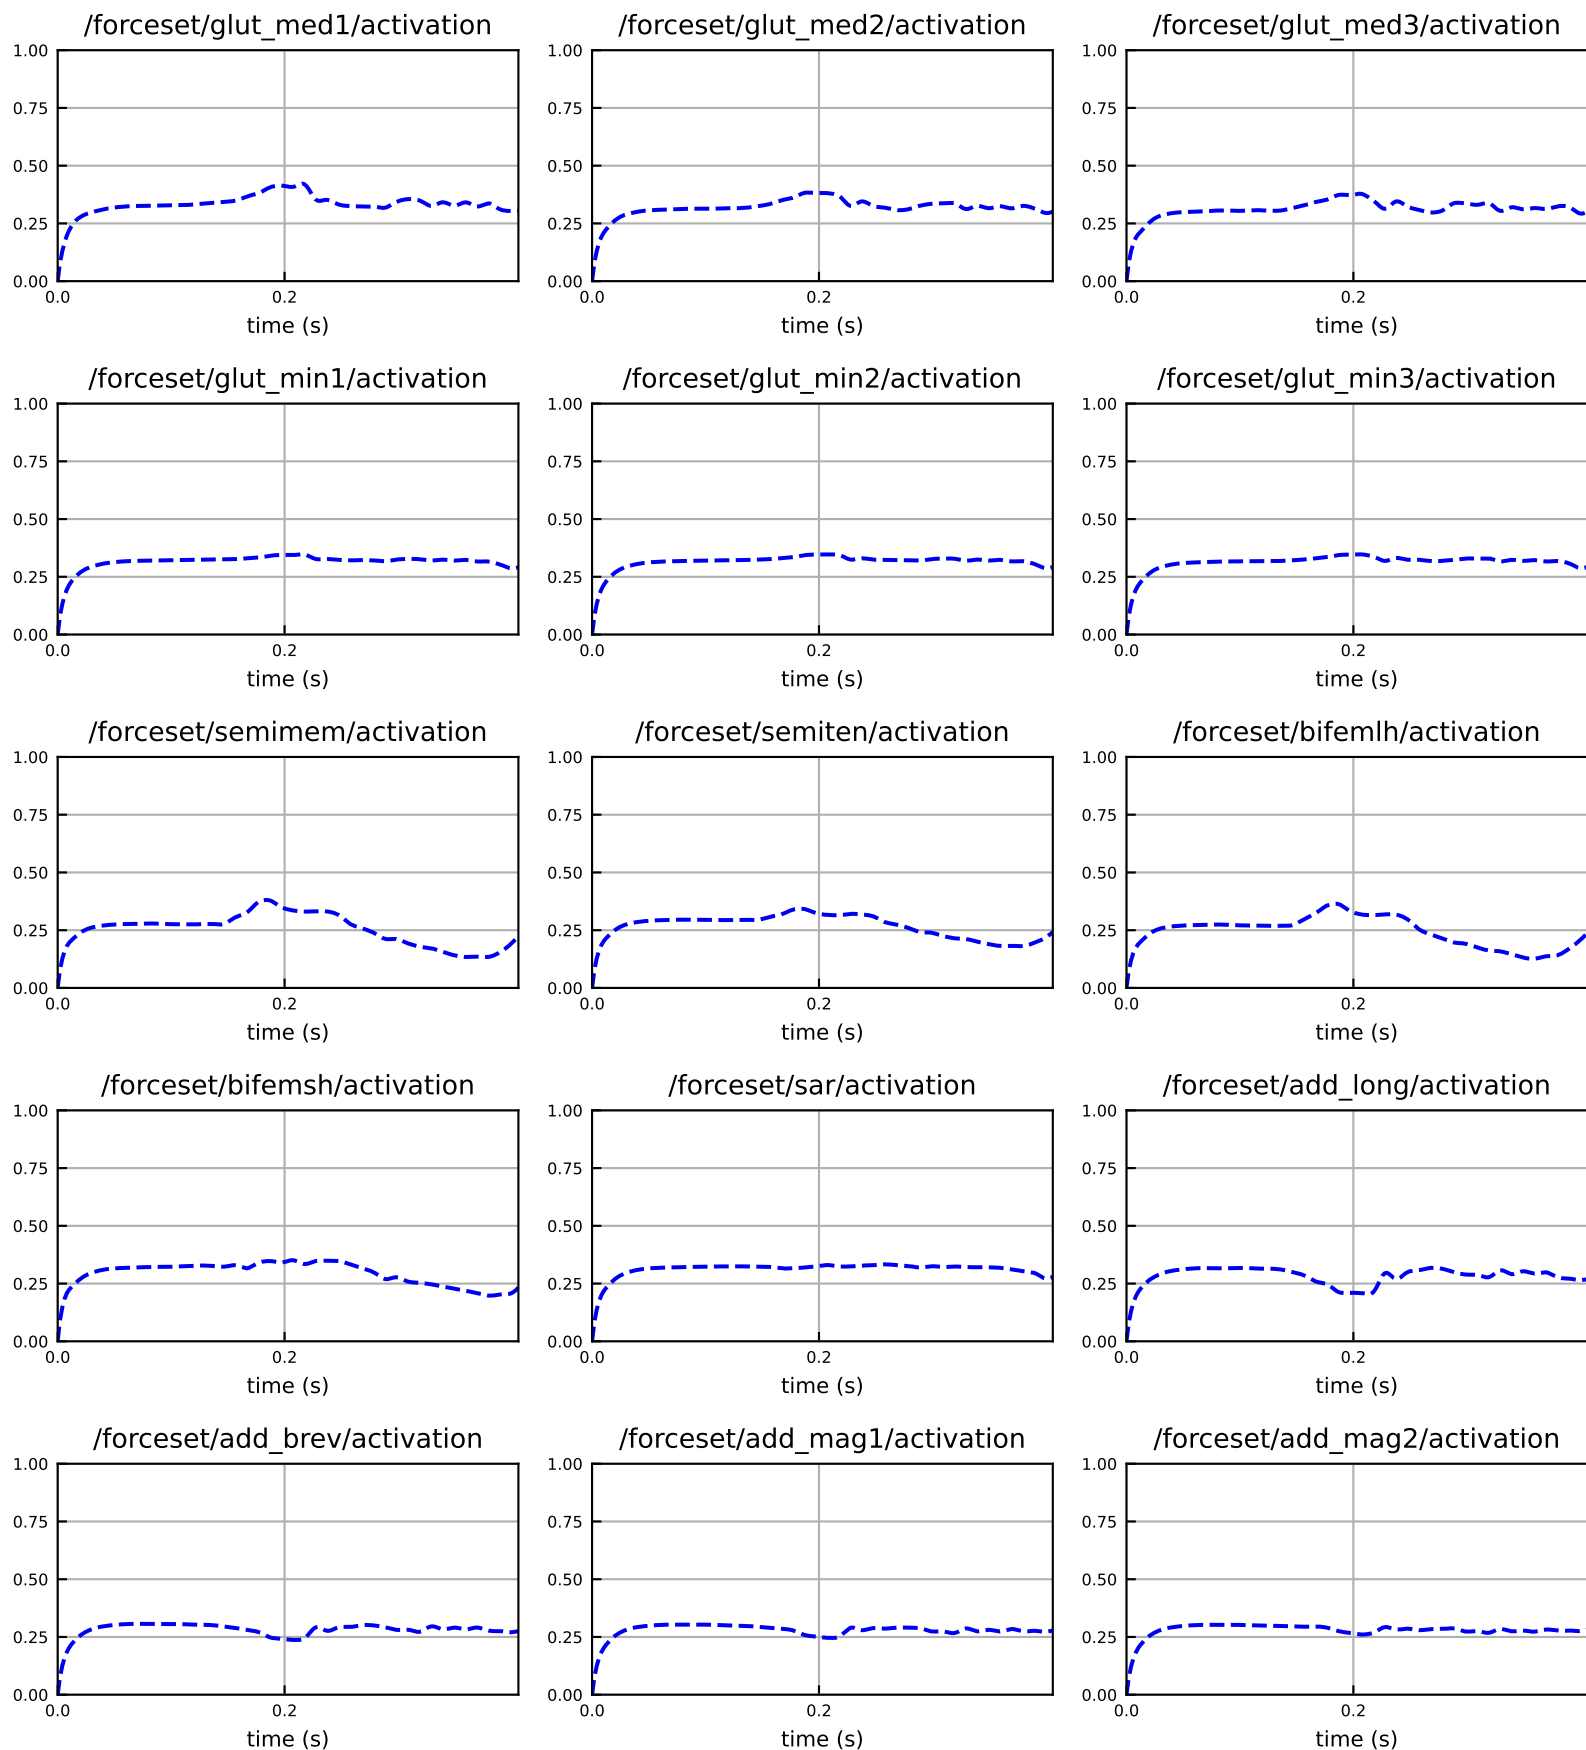 /forceset/glut_med1/activation /forceset/glut_med2/activation /forceset/glut_med3/activation
1.00 1.00 1.00
0.75 0.75 0.75
0.50 0.50 0.50
0.25 0.25 0.25
0.00 0.00 0.00
0.0 0.2 0.0 0.2 0.0 0.2
time (s) time (s) time (s)
/forceset/glut_min1/activation /forceset/glut_min2/activation /forceset/glut_min3/activation
1.00 1.00 1.00
0.75 0.75 0.75
0.50 0.50 0.50
0.25 0.25 0.25
0.00 0.00 0.00
0.0 0.2 0.0 0.2 0.0 0.2
time (s) time (s) time (s)
/forceset/semimem/activation /forceset/semiten/activation /forceset/bifemlh/activation
1.00 1.00 1.00
0.75 0.75 0.75
0.50 0.50 0.50
0.25 0.25 0.25
0.00 0.00 0.00
0.0 0.2 0.0 0.2 0.0 0.2
time (s) time (s) time (s)
/forceset/bifemsh/activation /forceset/sar/activation /forceset/add_long/activation
1.00 1.00 1.00
0.75 0.75 0.75
0.50 0.50 0.50
0.25 0.25 0.25
0.00 0.00 0.00
0.0 0.2 0.0 0.2 0.0 0.2
time (s) time (s) time (s)
/forceset/add_brev/activation /forceset/add_mag1/activation /forceset/add_mag2/activation
1.00 1.00 1.00
0.75 0.75 0.75
0.50 0.50 0.50
0.25 0.25 0.25
0.00 0.00 0.00
0.0 0.2 0.0 0.2 0.0 0.2
time (s) time (s) time (s)